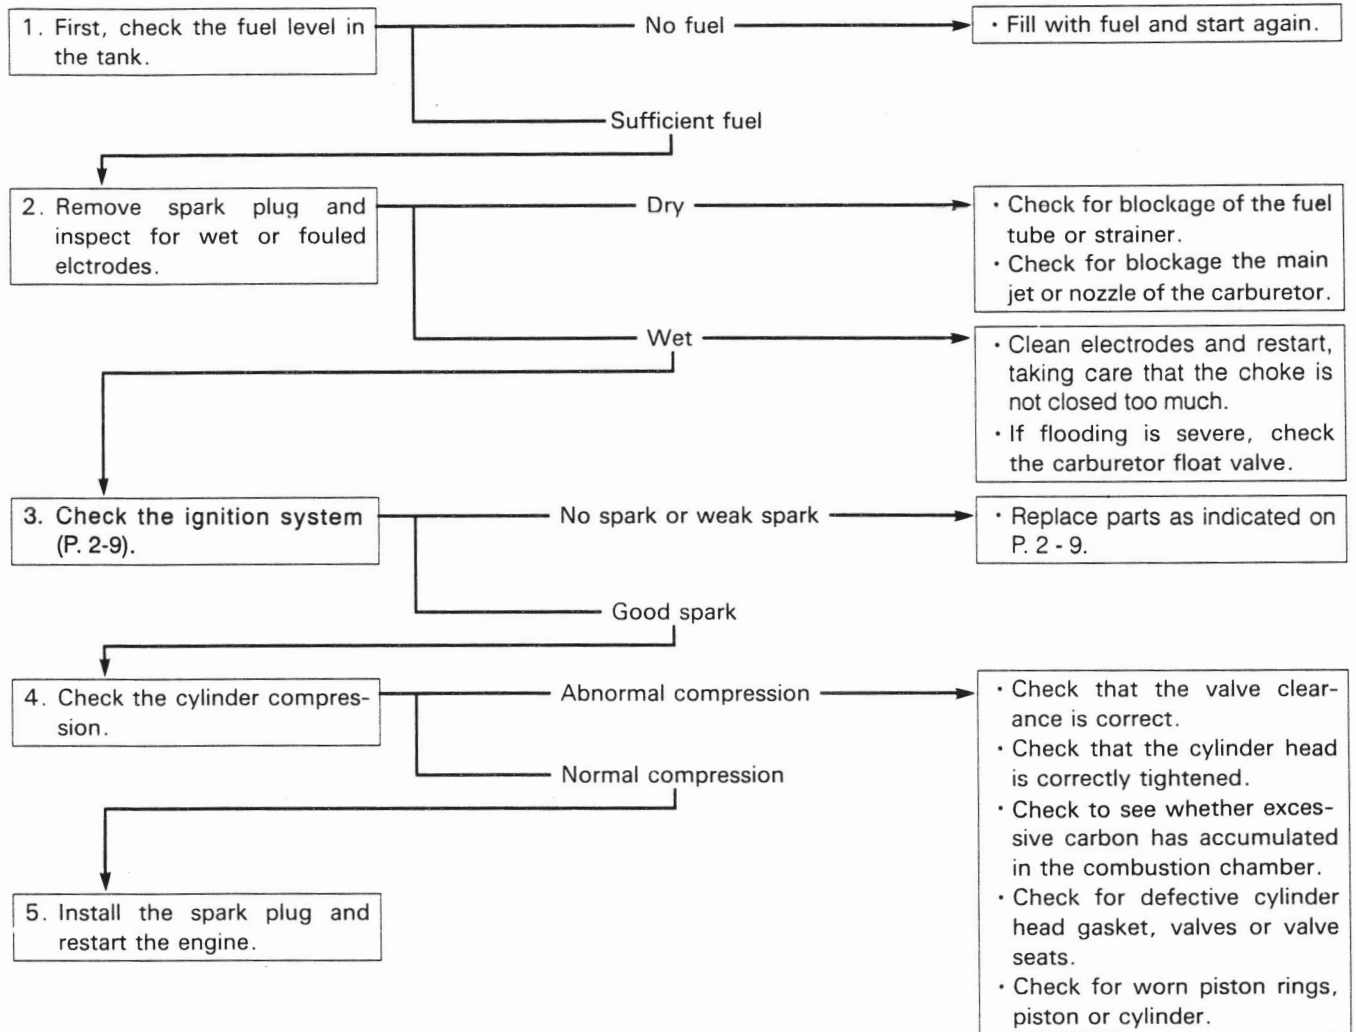 1. First, check the fuel level in
the tank.
No fuel
· Fill with fuel and start again.
Sufficient fuel
2. Remove spark plug and
inspect for wet or fouled
elctrodes.
Dry
· Check for blockage of the fuel
tube or strainer.
· Check for blockage the main
jet or nozzle of the carburetor.
Wet
· Clean electrodes and restart,
taking care that the choke is
not closed too much.
· If flooding is severe, check
the carburetor float valve.
3. Check the ignition system
(P. 2-9).
No spark or weak spark
· Replace parts as indicated on
P. 2 - 9.
Good spark
4. Check the cylinder compres-
sion.
Abnormal compression
· Check that the valve clear-
ance is correct.
· Check that the cylinder head
is correctly tightened.
· Check to see whether exces-
sive carbon has accumulated
in the combustion chamber.
· Check for defective cylinder
head gasket, valves or valve
seats.
· Check for worn piston rings,
piston or cylinder.
Normal compression
5. Install the spark plug and
restart the engine.